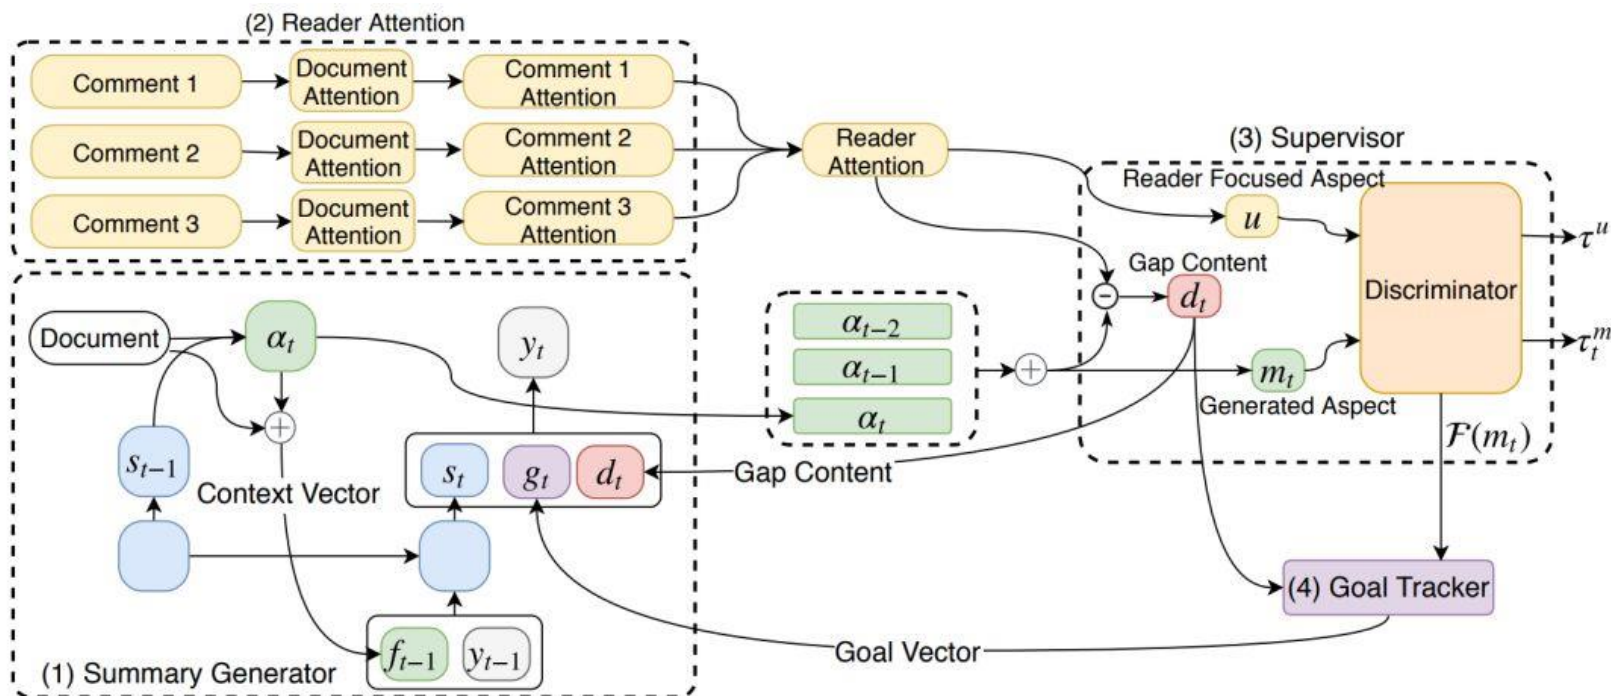 (2) Reader Attention
Comment 1
Document
Attention
Comment 1
Attention
Comment 2
Document
Attention
Comment 2
Attention
Comment 3
Document
Attention
Comment 3
Attention
Reader
Attention
(3) Supervisor
Reader Focused Aspect
u
Discriminator
τ^u
τ_t^m
Gap Content
d_t
−
+
m_t
Generated Aspect
F(m_t)
α_{t−2}
α_{t−1}
α_t
Document
α_t
+
y_t
s_{t−1}
Context Vector
s_t
g_t
d_t
Gap Content
f_{t−1}
y_{t−1}
(1) Summary Generator
Goal Vector
(4) Goal Tracker